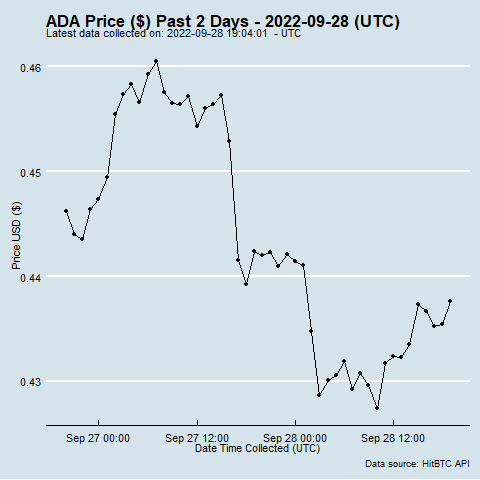 ADA Price ($) Past 2 Days - 2022-09-28 (UTC)
Latest data collected on: 2022-09-28 19:04:01 - UTC
0.46
0.45
0.44
0.43
Price USD ($)
Sep 27 00:00 Sep 27 12:00 Sep 28 00:00 Sep 28 12:00
Date Time Collected (UTC)
Data source: HitBTC API